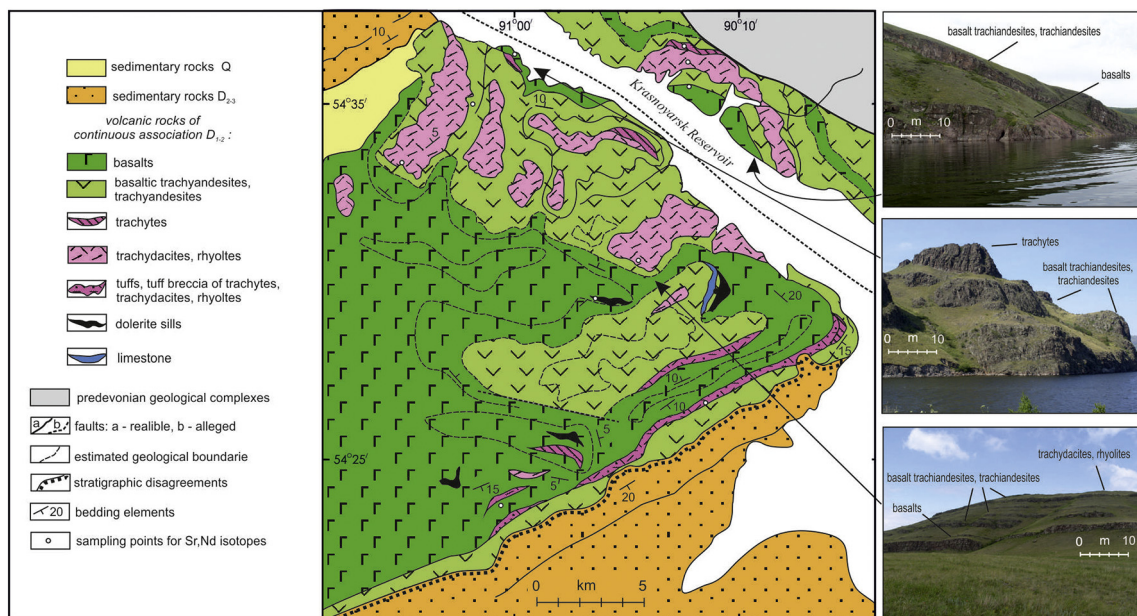 sedimentary rocks Q
sedimentary rocks D2-3
volcanic rocks of
continuous association D1-2 :
basalts
basaltic trachyandesites,
trachyandesites
trachytes
trachydacites, rhyoltes
tuffs, tuff breccia of trachytes,
trachydacites, rhyoltes
dolerite sills
limestone
predevonian geological complexes
a b faults: a - realible, b - alleged
estimated geological boundarie
stratigraphic disagreements
20 bedding elements
sampling points for Sr,Nd isotopes
91°00′
90°10′
54°35′
54°25′
10
5
10
Krasnoyarsk Reservoir
20
15
10
10
5
15
5
20
0 km 5
basalt trachiandesites, trachiandesites
basalts
0 m 10
trachytes
basalt trachiandesites,
trachiandesites
0 m 10
trachydacites, rhyolites
basalt trachiandesites, trachiandesites
basalts
0 m 10